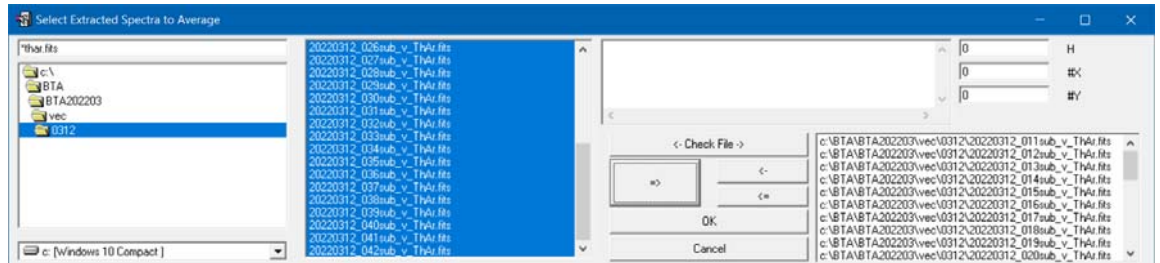 Select Extracted Spectra to Average
*thar.fits
c:\
BTA
BTA202203
vec
0312
c: [Windows 10 Compact ]
20220312_026sub_v_ThAr.fits
20220312_027sub_v_ThAr.fits
20220312_028sub_v_ThAr.fits
20220312_029sub_v_ThAr.fits
20220312_030sub_v_ThAr.fits
20220312_031sub_v_ThAr.fits
20220312_032sub_v_ThAr.fits
20220312_033sub_v_ThAr.fits
20220312_034sub_v_ThAr.fits
20220312_035sub_v_ThAr.fits
20220312_036sub_v_ThAr.fits
20220312_037sub_v_ThAr.fits
20220312_038sub_v_ThAr.fits
20220312_039sub_v_ThAr.fits
20220312_040sub_v_ThAr.fits
20220312_041sub_v_ThAr.fits
20220312_042sub_v_ThAr.fits
0 H
0 #X
0 #Y
<- Check File ->
=>
<-
<=
OK
Cancel
c:\BTA\BTA202203\vec\0312\20220312_011sub_v_ThAr.fits
c:\BTA\BTA202203\vec\0312\20220312_012sub_v_ThAr.fits
c:\BTA\BTA202203\vec\0312\20220312_013sub_v_ThAr.fits
c:\BTA\BTA202203\vec\0312\20220312_014sub_v_ThAr.fits
c:\BTA\BTA202203\vec\0312\20220312_015sub_v_ThAr.fits
c:\BTA\BTA202203\vec\0312\20220312_016sub_v_ThAr.fits
c:\BTA\BTA202203\vec\0312\20220312_017sub_v_ThAr.fits
c:\BTA\BTA202203\vec\0312\20220312_018sub_v_ThAr.fits
c:\BTA\BTA202203\vec\0312\20220312_019sub_v_ThAr.fits
c:\BTA\BTA202203\vec\0312\20220312_020sub_v_ThAr.fits